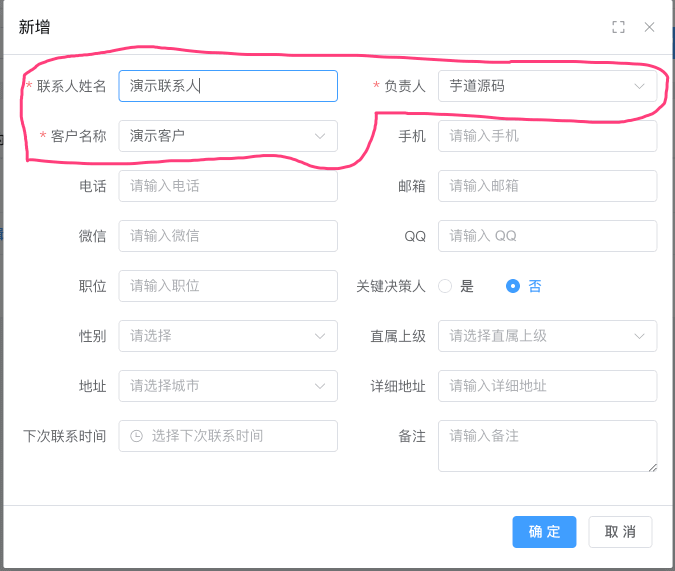 新增
* 联系人姓名 演示联系人 * 负责人 芋道源码
* 客户名称 演示客户 手机 请输入手机
电话 请输入电话 邮箱 请输入邮箱
微信 请输入微信 QQ 请输入 QQ
职位 请输入职位 关键决策人 是 否
性别 请选择 直属上级 请选择直属上级
地址 请选择城市 详细地址 请输入详细地址
下次联系时间 选择下次联系时间 备注 请输入备注
确 定 取 消